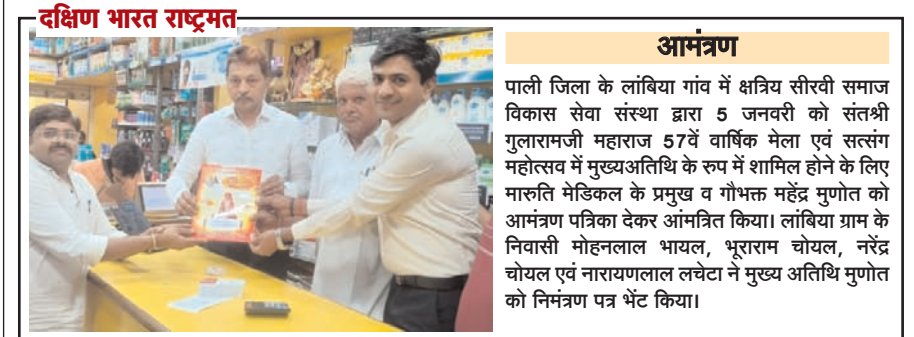 दक्षिण भारत राष्ट्रमत
आमंत्रण
पाली जिला के लांबिया गांव में क्षत्रिय सीरवी समाज
विकास सेवा संस्था द्वारा 5 जनवरी को संतश्री
गुलारामजी महाराज 57वें वार्षिक मेला एवं सत्संग
महोत्सव में मुख्यअतिथि के रुप में शामिल होने के लिए
मारुति मेडिकल के प्रमुख व गौभक्त महेंद्र मुणोत को
आमंत्रण पत्रिका देकर आंमत्रित किया। लांबिया ग्राम के
निवासी मोहनलाल भायल, भूराराम चोयल, नरेंद्र
चोयल एवं नारायणलाल लचेटा ने मुख्य अतिथि मुणोत
को निमंत्रण पत्र भेंट किया।